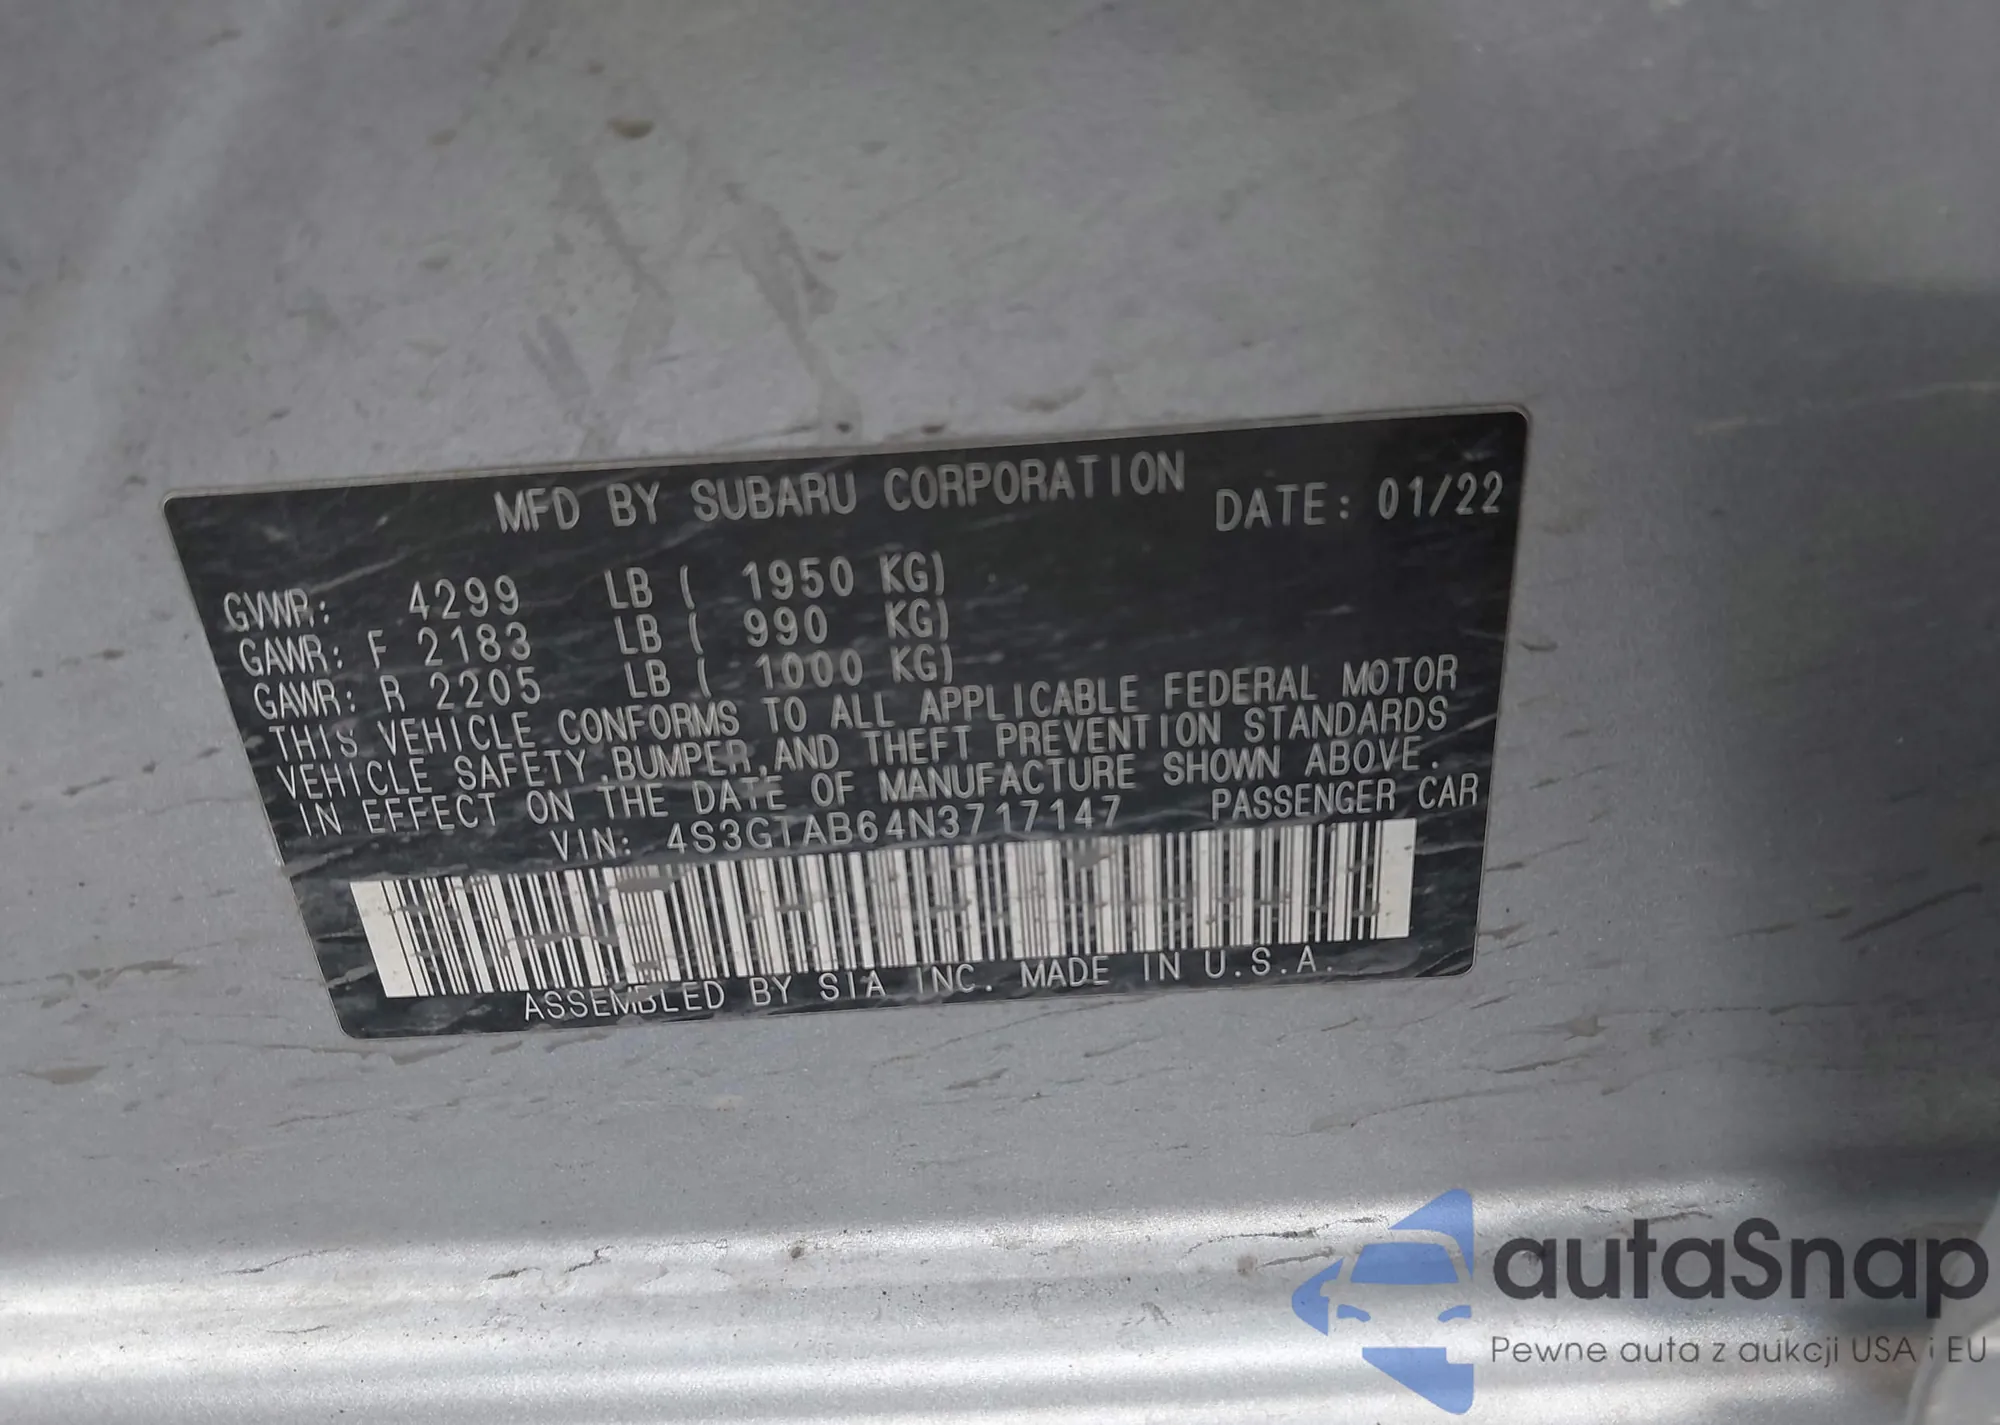 MFD BY SUBARU CORPORATION DATE: 01/22
GVWR: 4299 LB ( 1950 KG)
GAWR: F 2183 LB ( 990 KG)
GAWR: R 2205 LB ( 1000 KG)
THIS VEHICLE CONFORMS TO ALL APPLICABLE FEDERAL MOTOR
VEHICLE SAFETY, BUMPER, AND THEFT PREVENTION STANDARDS
IN EFFECT ON THE DATE OF MANUFACTURE SHOWN ABOVE.
VIN: 4S3GTAB64N3717147 PASSENGER CAR
ASSEMBLED BY SIA INC. MADE IN U.S.A.
autaSnap
Pewne auta z aukcji USA i EU